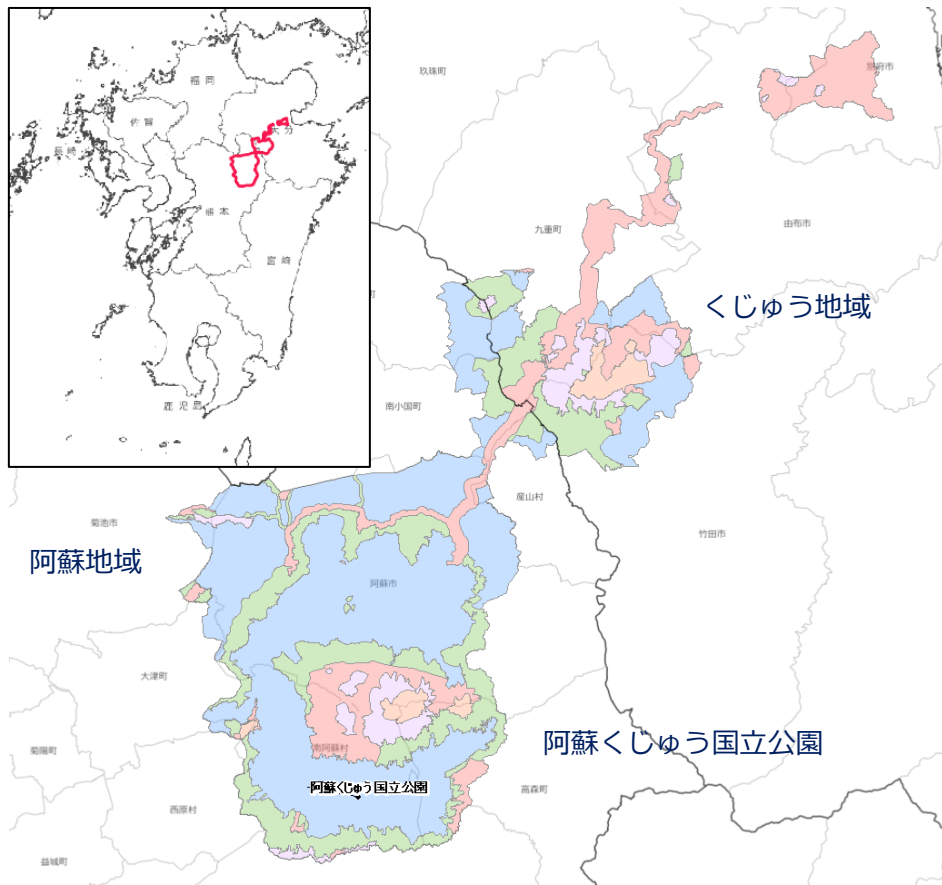 福岡
佐賀
長崎
大分
熊本
宮崎
鹿児島
玖珠町
別府市
九重町
由布市
くじゅう地域
町
南小国町
産山村
菊池市
竹田市
阿蘇地域
阿蘇市
大津町
阿蘇くじゅう国立公園
菊陽町
南阿蘇村
阿蘇くじゅう国立公園
高森町
西原村
益城町